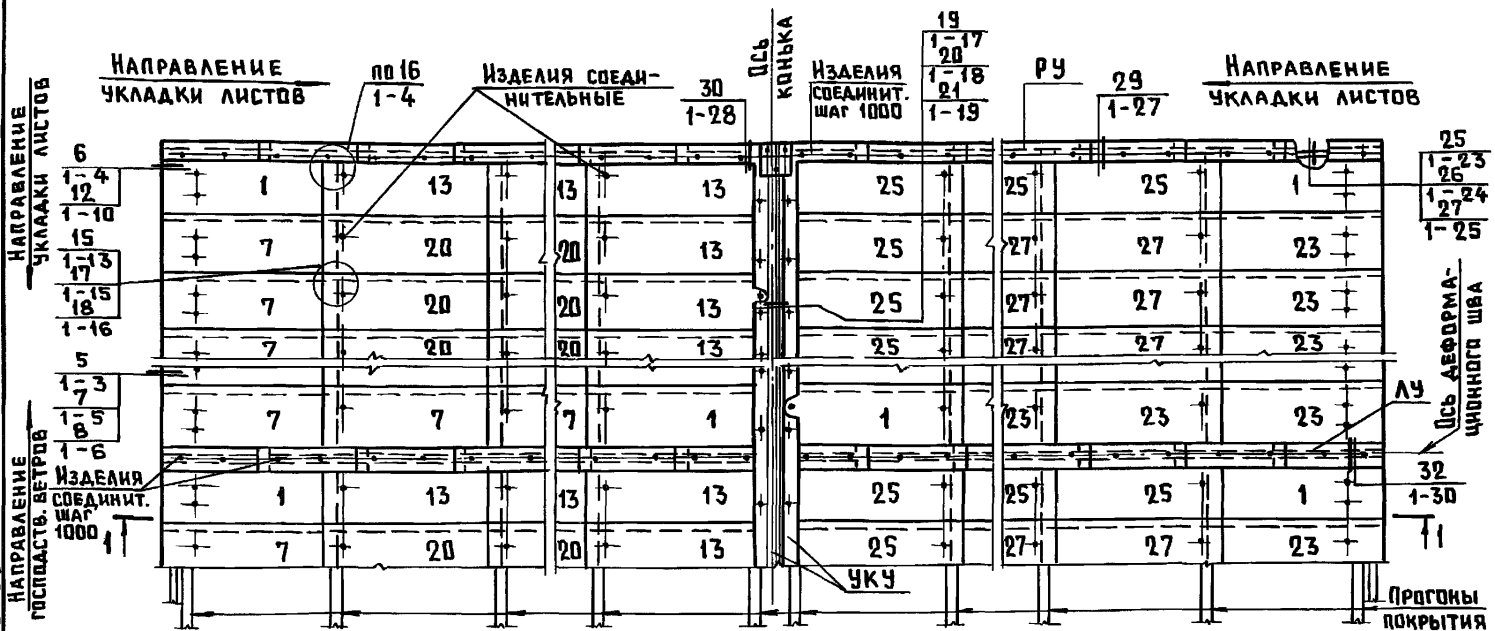 НАПРАВЛЕНИЕ
УКЛАДКИ ЛИСТОВ
ПО 16
1-4
ИЗДЕЛИЯ СОЕДИ-
НИТЕЛЬНЫЕ
30
1-28
ОСЬ
КОНЬКА
ИЗДЕЛИЯ
СОЕДИНИТ.
ШАГ 1000
19
1-17
20
1-18
21
1-19
РУ
29
1-27
НАПРАВЛЕНИЕ
УКЛАДКИ ЛИСТОВ
НАПРАВЛЕНИЕ
УКЛАДКИ ЛИСТОВ
6
1-4
12
1-10
15
1-13
17
1-15
18
1-16
5
1-3
7
1-5
8
1-6
25
1-23
26
1-24
27
1-25
1 13 13 13 25 25 25 1
7 20 20 13 25 27 27 23
7 20 20 13 25 27 27 23
7 20 20 13 25 27 27 23
7 7 7 1 1 23 23 23
ЛУ
ОСЬ ДЕФОРМА-
ЦИОННОГО ШВА
32
1-30
НАПРАВЛЕНИЕ
ГОСПОДСТВ. ВЕТРОВ
ИЗДЕЛИЯ
СОЕДИНИТ.
ШАГ
1000
1 13 13 13 25 25 25 1
1 1
7 20 20 13 25 27 27 23
УКУ
ПРОГОНЫ
ПОКРЫТИЯ